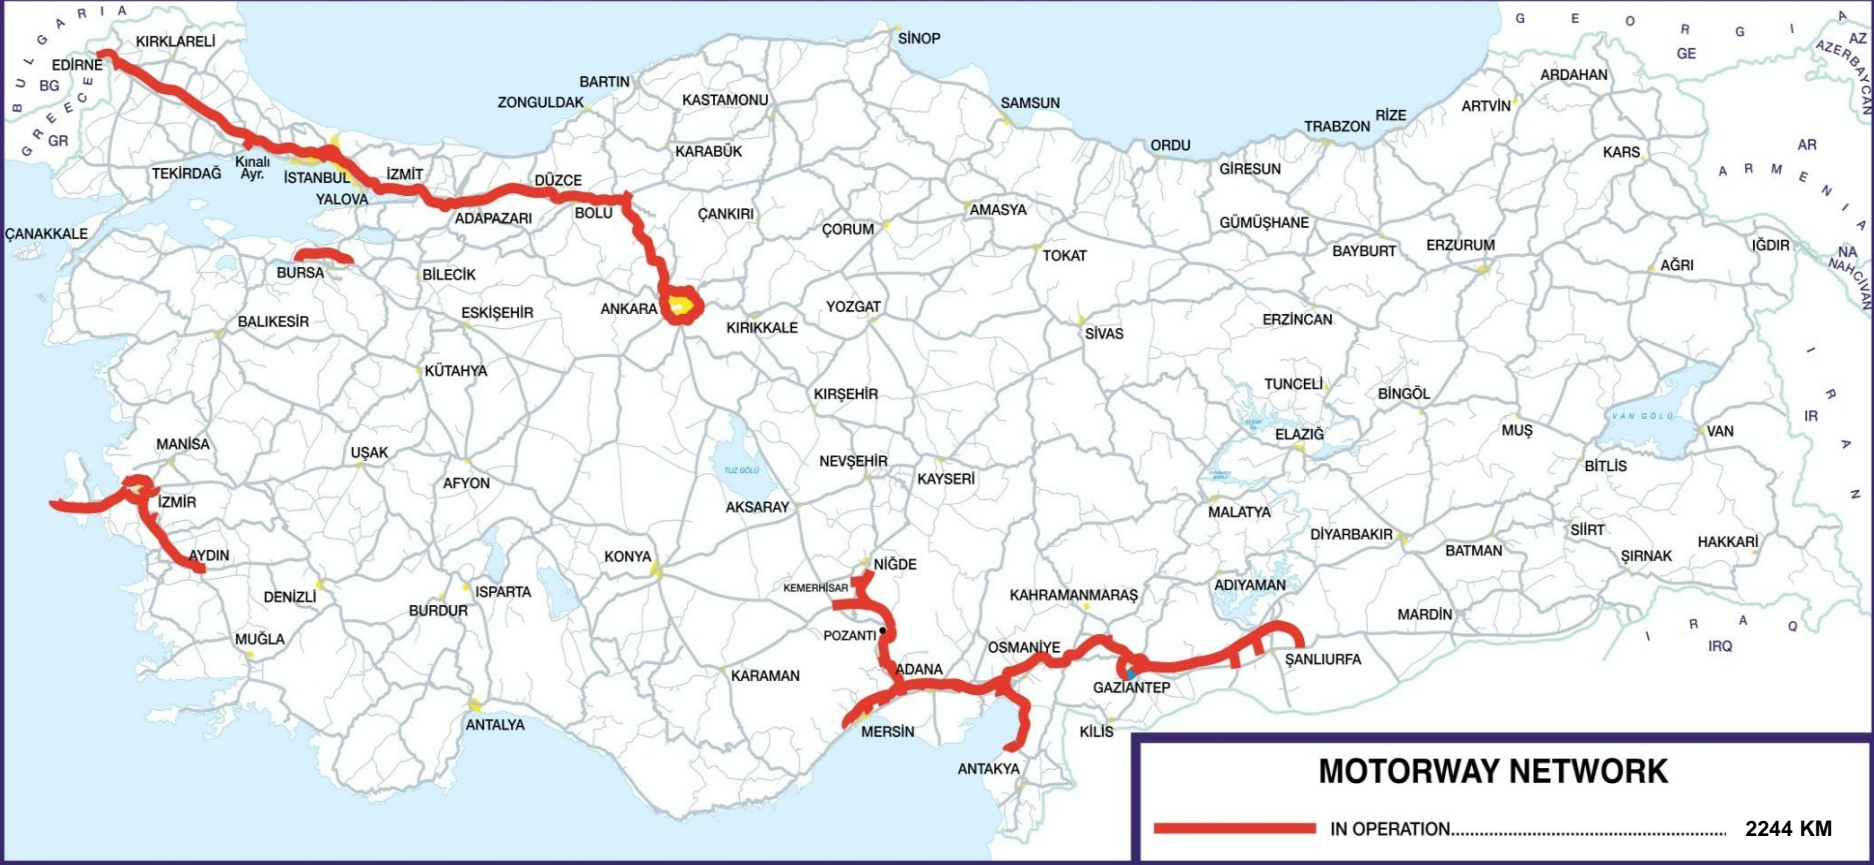 BULGARIA
BG
GREECE
GR
GEORGIA
GE
AZ
AZERBAYCAN
AR
ARMENIA
NA
NAHÇIVAN
IRAN
IR
IRAQ
IRQ
KIRKLARELİ
EDİRNE
TEKİRDAĞ
Kınalı
Ayr.
İSTANBUL
YALOVA
İZMİT
ADAPAZARI
DÜZCE
BOLU
ZONGULDAK
BARTIN
KASTAMONU
KARABÜK
SİNOP
SAMSUN
ORDU
GİRESUN
TRABZON
RİZE
ARTVİN
ARDAHAN
KARS
ÇANAKKALE
BURSA
BİLECİK
ESKİŞEHİR
BALIKESİR
KÜTAHYA
ANKARA
KIRIKKALE
ÇANKIRI
ÇORUM
AMASYA
TOKAT
YOZGAT
SİVAS
GÜMÜŞHANE
BAYBURT
ERZURUM
ERZİNCAN
AĞRI
IĞDIR
KIRŞEHİR
TUNCELİ
BİNGÖL
ELAZIĞ
MUŞ
VAN GÖLÜ
VAN
BİTLİS
MANİSA
UŞAK
AFYON
TUZ GÖLÜ
AKSARAY
NEVŞEHİR
KAYSERİ
MALATYA
DİYARBAKIR
BATMAN
SİİRT
ŞIRNAK
HAKKARİ
İZMİR
AYDIN
DENİZLİ
BURDUR
ISPARTA
KONYA
NİĞDE
KEMERHİSAR
POZANTI
KAHRAMANMARAŞ
ADIYAMAN
MARDİN
MUĞLA
ANTALYA
KARAMAN
ADANA
OSMANİYE
GAZİANTEP
ŞANLIURFA
MERSİN
KİLİS
ANTAKYA
MOTORWAY NETWORK
IN OPERATION........................................................ 2244 KM